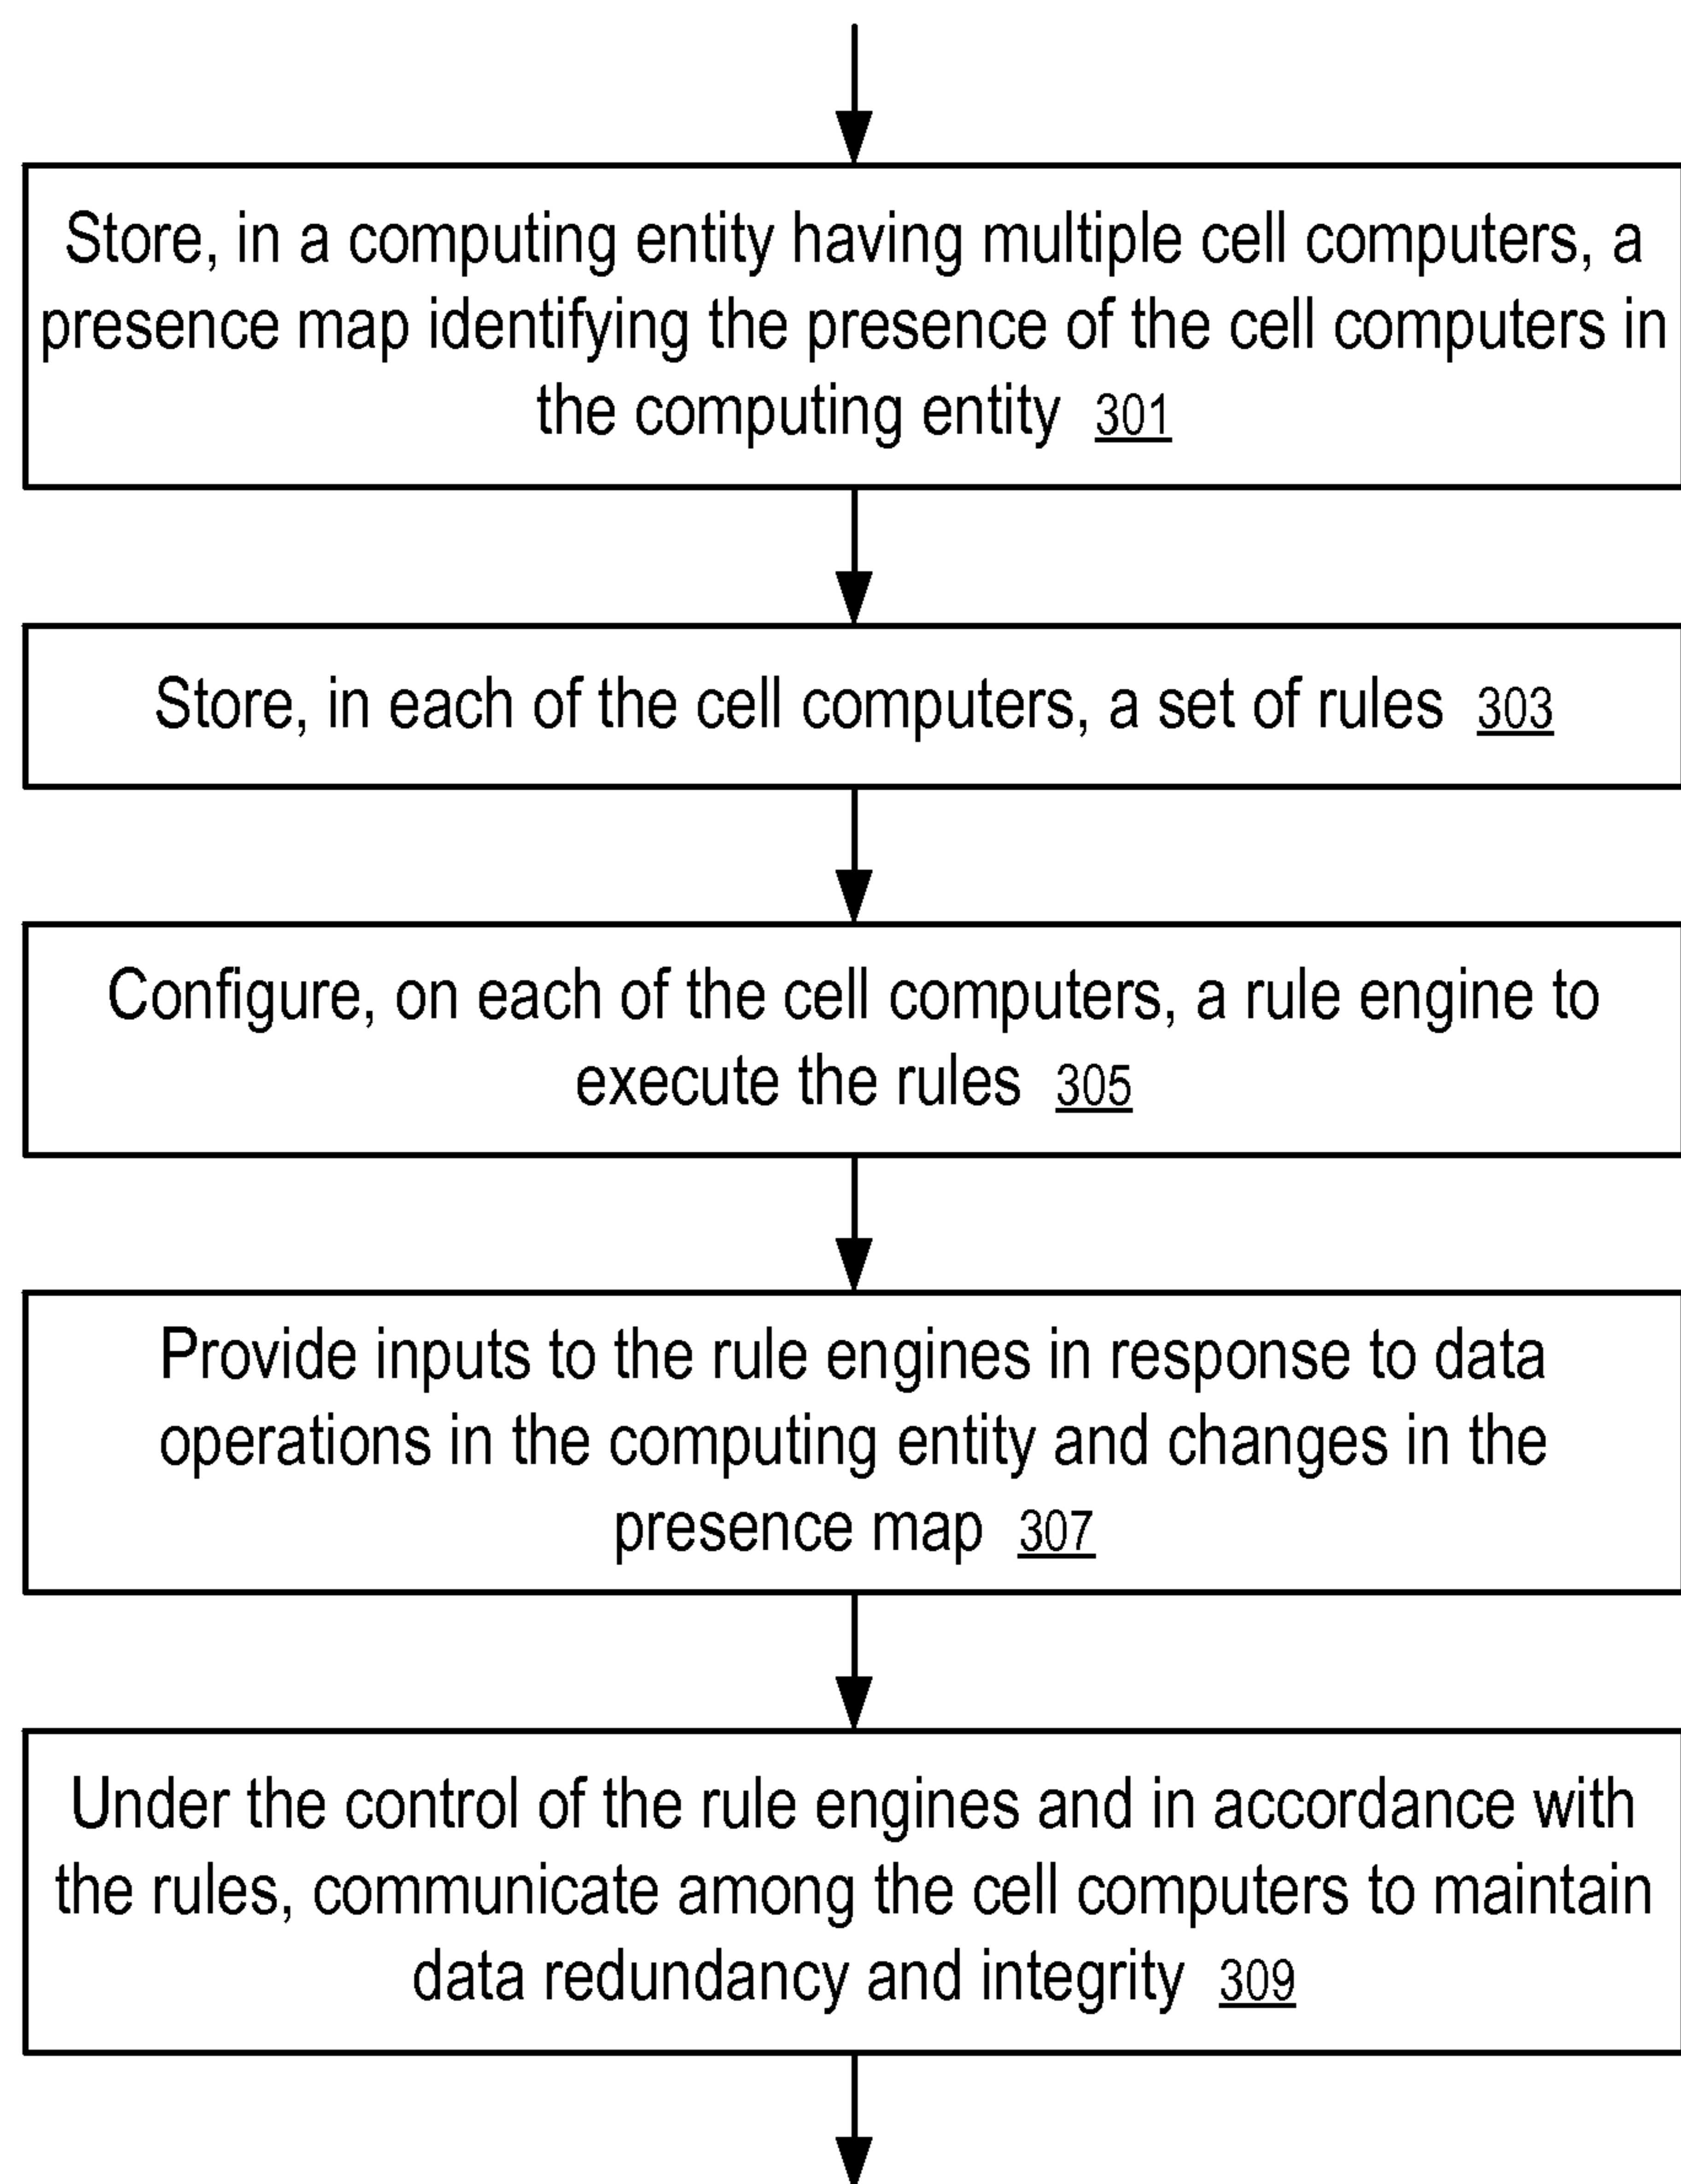 Store, in a computing entity having multiple cell computers, a
presence map identifying the presence of the cell computers in
the computing entity 301
Store, in each of the cell computers, a set of rules 303
Configure, on each of the cell computers, a rule engine to
execute the rules 305
Provide inputs to the rule engines in response to data
operations in the computing entity and changes in the
presence map 307
Under the control of the rule engines and in accordance with
the rules, communicate among the cell computers to maintain
data redundancy and integrity 309